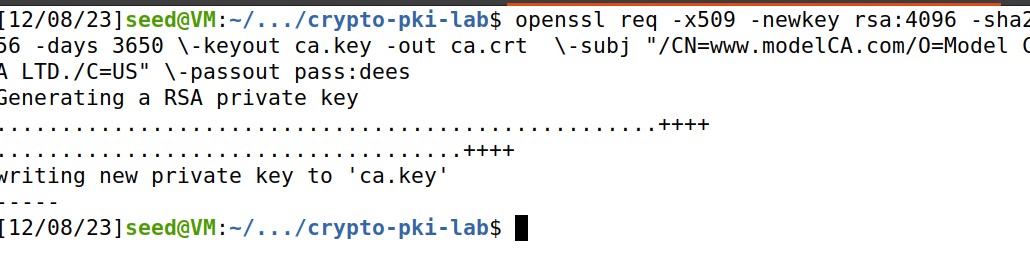 [12/08/23]seed@VM:~/.../crypto-pki-lab$ openssl req -x509 -newkey rsa:4096 -sha2
56 -days 3650 \-keyout ca.key -out ca.crt  \-subj "/CN=www.modelCA.com/O=Model C
A LTD./C=US" \-passout pass:dees
Generating a RSA private key
...................................................++++
....................................++++
writing new private key to 'ca.key'
-----
[12/08/23]seed@VM:~/.../crypto-pki-lab$